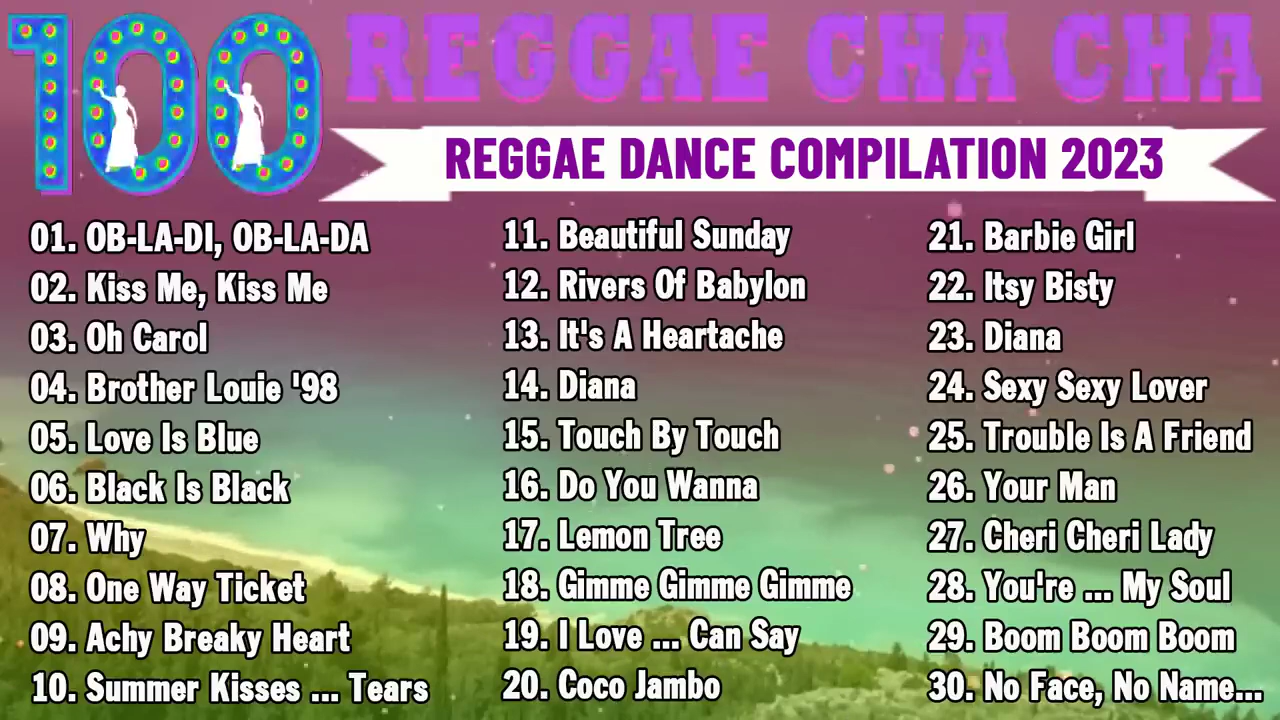 100 REGGAE CHA CHA
REGGAE DANCE COMPILATION 2023
01. OB-LA-DI, OB-LA-DA
02. Kiss Me, Kiss Me
03. Oh Carol
04. Brother Louie '98
05. Love Is Blue
06. Black Is Black
07. Why
08. One Way Ticket
09. Achy Breaky Heart
10. Summer Kisses ... Tears
11. Beautiful Sunday
12. Rivers Of Babylon
13. It's A Heartache
14. Diana
15. Touch By Touch
16. Do You Wanna
17. Lemon Tree
18. Gimme Gimme Gimme
19. I Love ... Can Say
20. Coco Jambo
21. Barbie Girl
22. Itsy Bisty
23. Diana
24. Sexy Sexy Lover
25. Trouble Is A Friend
26. Your Man
27. Cheri Cheri Lady
28. You're ... My Soul
29. Boom Boom Boom
30. No Face, No Name...